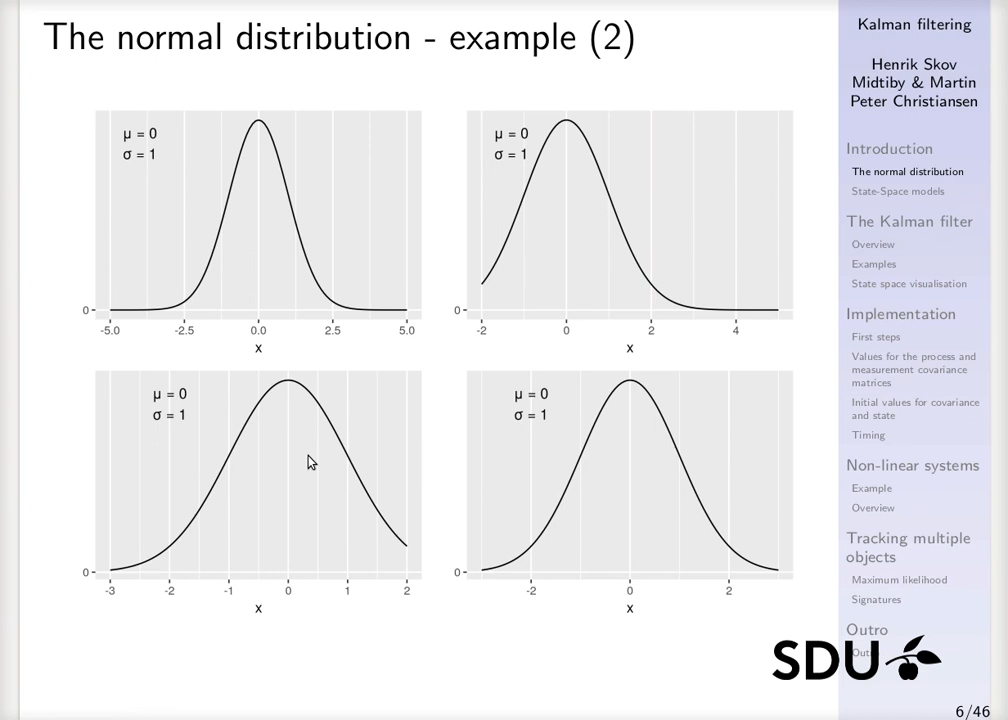 The normal distribution - example (2)
μ = 0
σ = 1
0
-5.0 -2.5 0.0 2.5 5.0
x
μ = 0
σ = 1
0
-2 0 2 4
x
μ = 0
σ = 1
0
-3 -2 -1 0 1 2
x
μ = 0
σ = 1
0
-2 0 2
x
Kalman filtering
Henrik Skov
Midtiby & Martin
Peter Christiansen
Introduction
The normal distribution
State-Space models
The Kalman filter
Overview
Examples
State space visualisation
Implementation
First steps
Values for the process and
measurement covariance
matrices
Initial values for covariance
and state
Timing
Non-linear systems
Example
Overview
Tracking multiple
objects
Maximum likelihood
Signatures
Outro
SDU
6/46